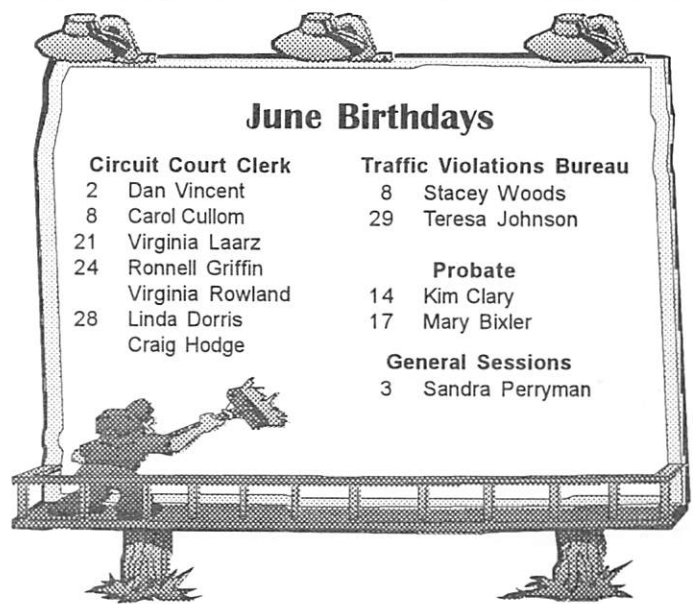 June Birthdays
Circuit Court Clerk
2 Dan Vincent
8 Carol Cullom
21 Virginia Laarz
24 Ronnell Griffin
Virginia Rowland
28 Linda Dorris
Craig Hodge
Traffic Violations Bureau
8 Stacey Woods
29 Teresa Johnson
Probate
14 Kim Clary
17 Mary Bixler
General Sessions
3 Sandra Perryman